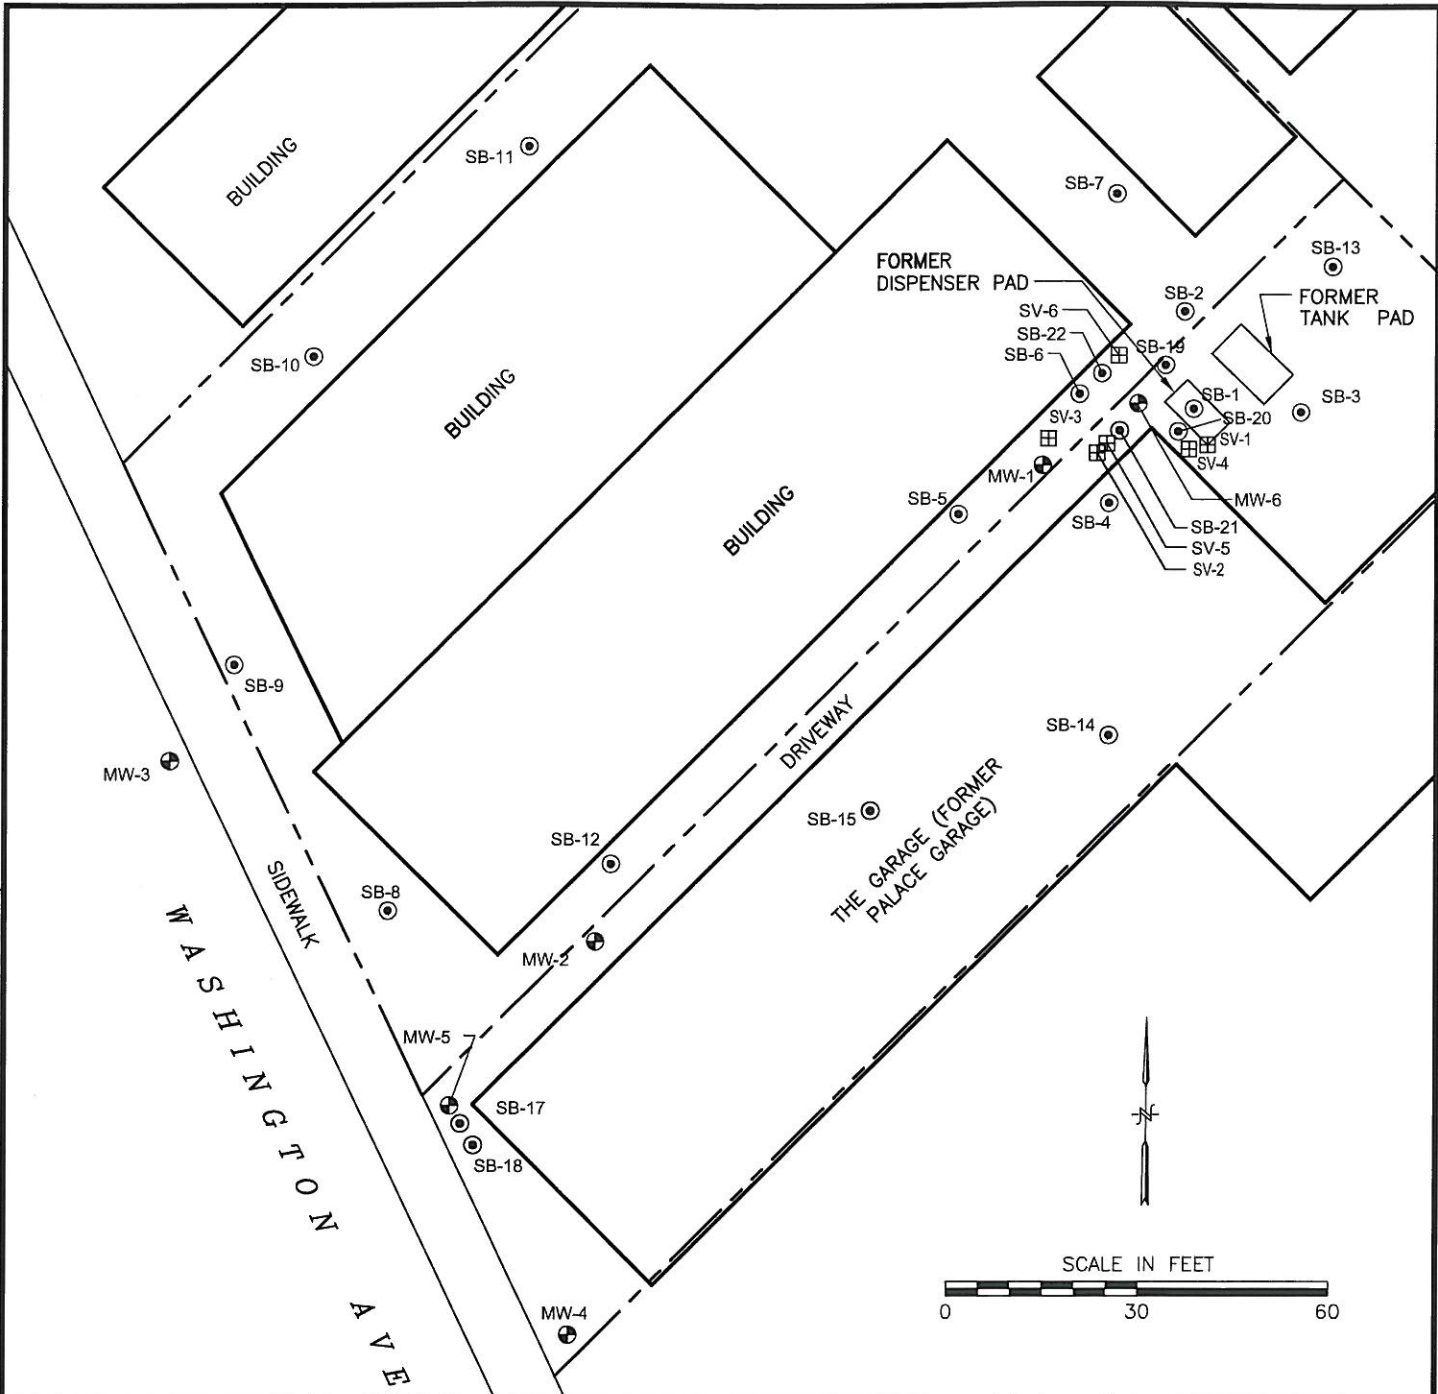 BUILDING
SB-11
SB-7
SB-13
FORMER
DISPENSER PAD
SB-2
FORMER
TANK PAD
SV-6
SB-22
SB-19
SB-6
SB-10
SB-1
SB-3
SB-20
BUILDING
SV-3
SV-1
SV-4
MW-1
BUILDING
SB-5
MW-6
SB-4
SB-21
SV-5
SV-2
SB-9
DRIVEWAY
SB-14
MW-3
THE GARAGE (FORMER
PALACE GARAGE)
SB-15
SB-12
SIDEWALK
SB-8
MW-2
WASHINGTON AVE
MW-5
SB-17
SB-18
N
SCALE IN FEET
0 30 60
MW-4